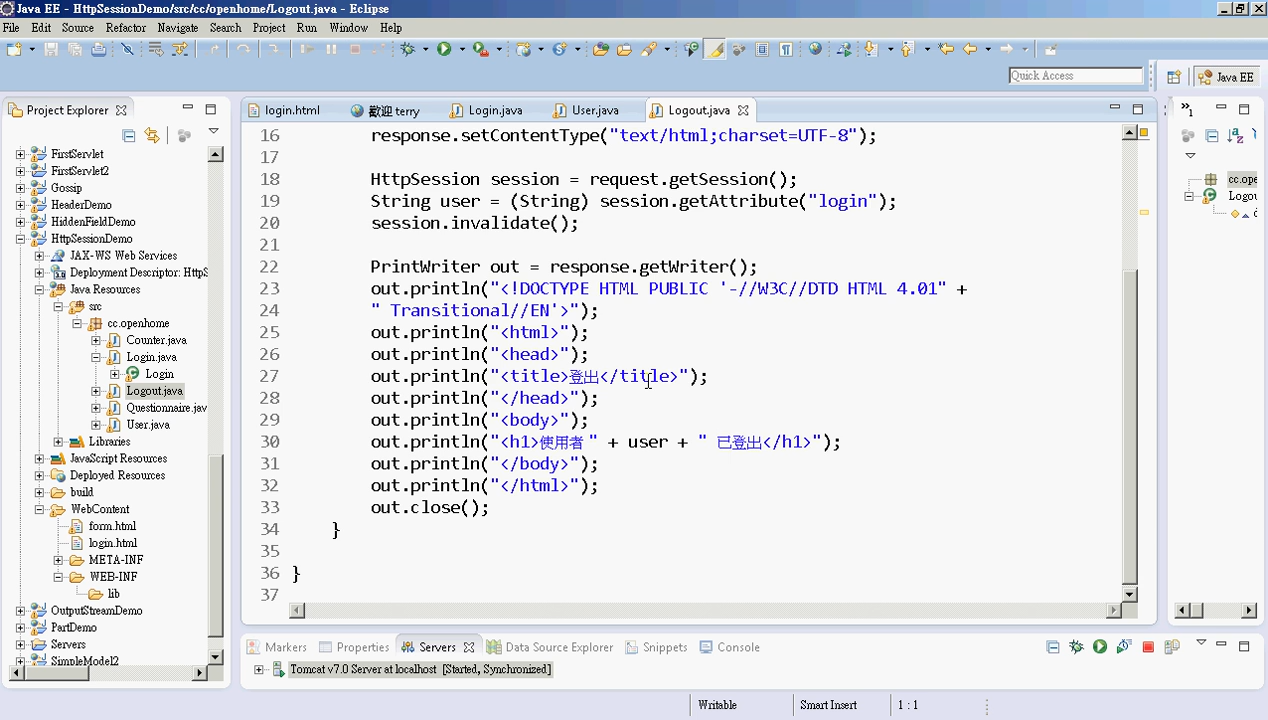 Java EE - HttpSessionDemo/src/cc/openhome/Logout.java - Eclipse
File Edit Source Refactor Navigate Search Project Run Window Help
Quick Access
Java EE
Project Explorer
login.html
歡迎 terry
Login.java
User.java
Logout.java
FirstServlet
FirstServlet2
Gossip
HeaderDemo
HiddenFieldDemo
HttpSessionDemo
JAX-WS Web Services
Deployment Descriptor: HttpS
Java Resources
src
cc.openhome
Counter.java
Login.java
Login
Logout.java
Questionnaire.jav
User.java
Libraries
JavaScript Resources
Deployed Resources
build
WebContent
form.html
login.html
META-INF
WEB-INF
lib
OutputStreamDemo
PartDemo
Servers
SimpleModel2
16 response.setContentType("text/html;charset=UTF-8");
17
18 HttpSession session = request.getSession();
19 String user = (String) session.getAttribute("login");
20 session.invalidate();
21
22 PrintWriter out = response.getWriter();
23 out.println("<!DOCTYPE HTML PUBLIC '-//W3C//DTD HTML 4.01" +
24 " Transitional//EN'>");
25 out.println("<html>");
26 out.println("<head>");
27 out.println("<title>登出</title>");
28 out.println("</head>");
29 out.println("<body>");
30 out.println("<h1>使用者 " + user + " 已登出</h1>");
31 out.println("</body>");
32 out.println("</html>");
33 out.close();
34 }
35
36 }
37
»1
cc.ope
Logou
d
Markers
Properties
Servers
Data Source Explorer
Snippets
Console
Tomcat v7.0 Server at localhost [Started, Synchronized]
Writable
Smart Insert
1 : 1